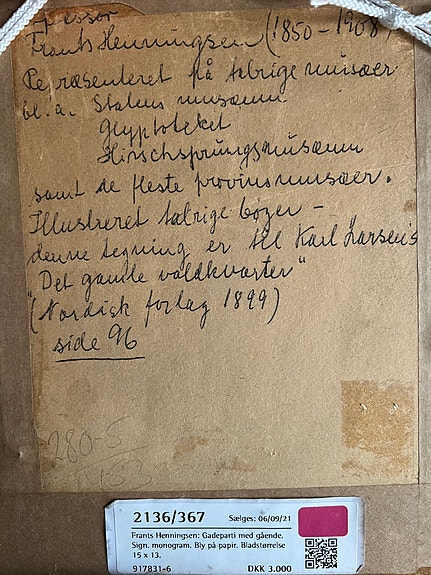 Professor
Frants Henningsen (1850-1908)
Repræsenteret på talrige museer
bl.a. Statens museum
Glyptoteket
Hirschsprungsmuseum
samt de fleste provinsmuseer.
Illustreret talrige bøger -
denne tegning er til Karl Larsen's
"Det gamle voldkvarter"
(Nordisk forlag 1899)
side 96
280-5
2136/367 Sælges: 06/09/21
Frants Henningsen: Gadeparti med gående.
Sign. monogram. Bly på papir. Bladstørrelse
15 x 13.
917831-6 DKK 3.000